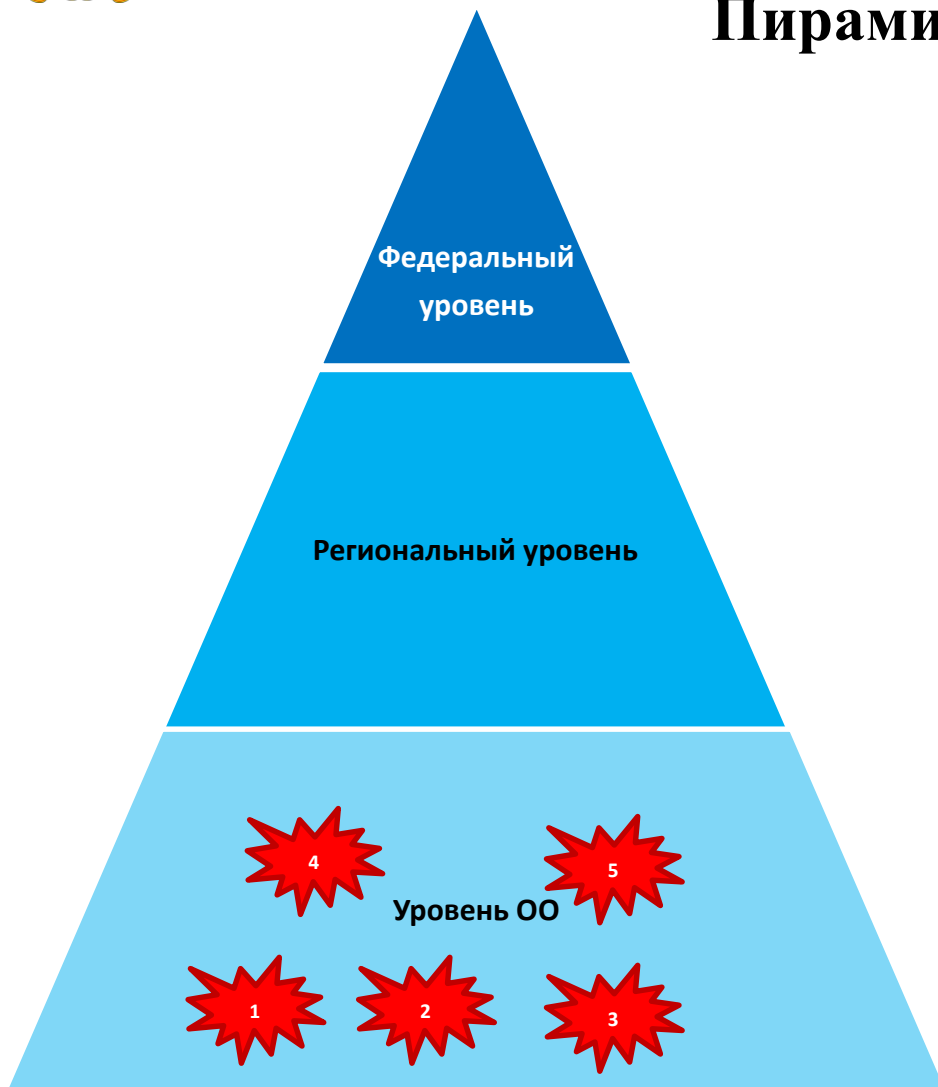 Пирами
Федеральный
уровень
Региональный уровень
4
5
Уровень ОО
1
2
3